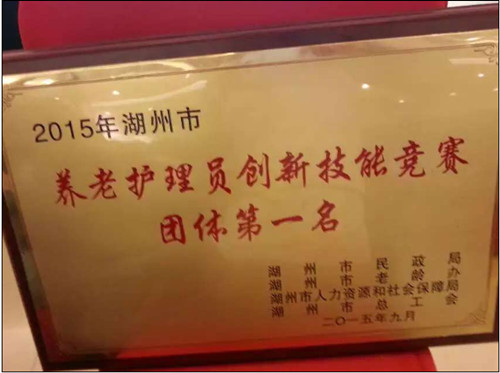 2015年湖州市
养老护理员创新技能竞赛
团体第一名
湖州市民政局
湖州市老龄办
湖州市人力资源和社会保障局
湖州市总工会
二〇一五年九月